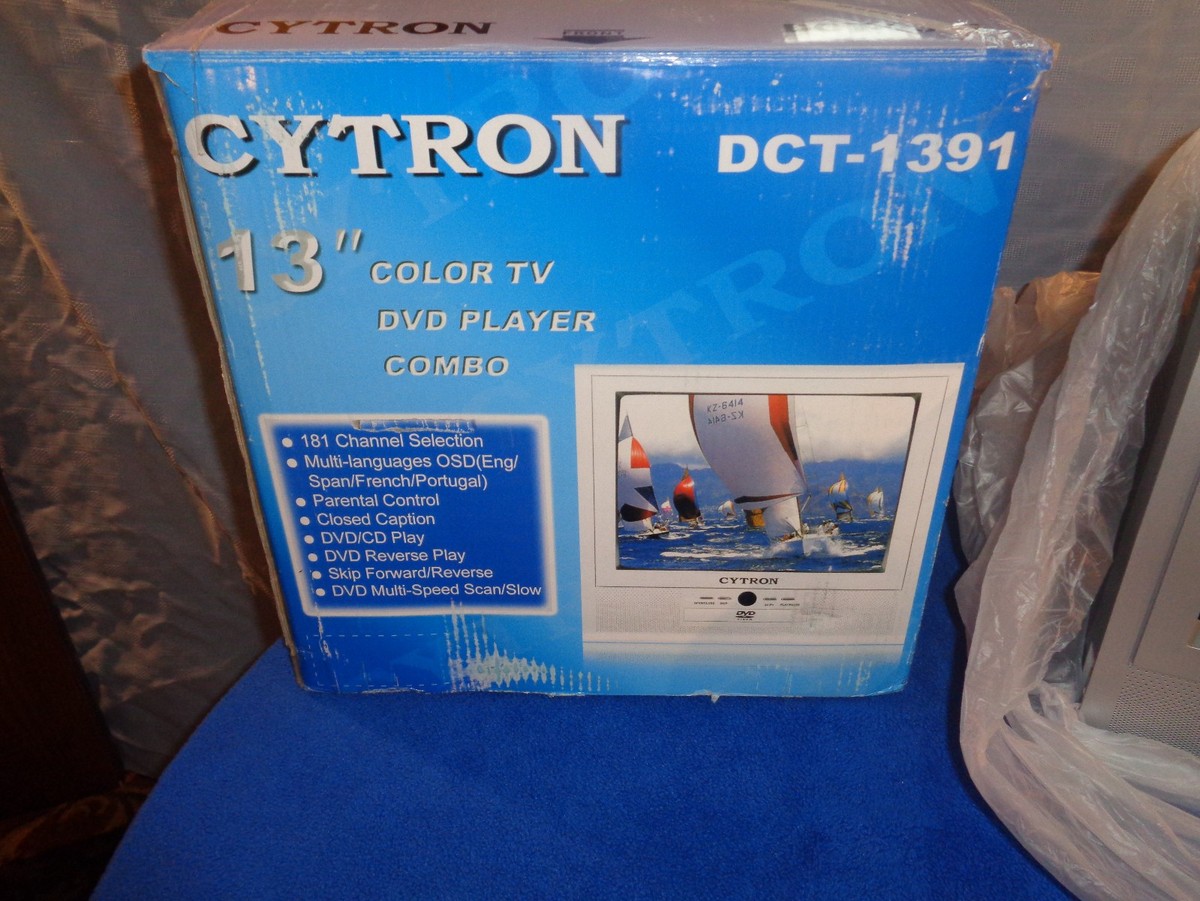 CYTRON
FRONT
CYTRON
DCT-1391
13"
COLOR TV
DVD PLAYER
COMBO
• 181 Channel Selection
• Multi-languages OSD(Eng/
Span/French/Portugal)
• Parental Control
• Closed Caption
• DVD/CD Play
• DVD Reverse Play
• Skip Forward/Reverse
• DVD Multi-Speed Scan/Slow
CYTRON
DVD
CYTRON